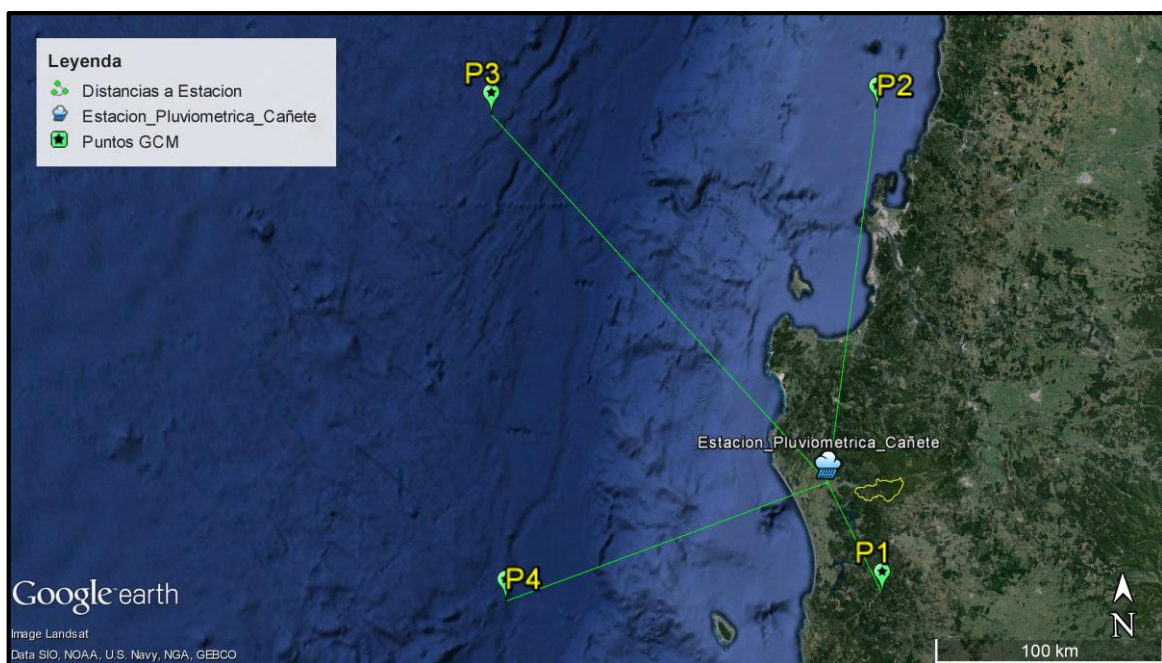 Leyenda
Distancias a Estacion
Estacion_Pluviometrica_Cañete
Puntos GCM
P3
P2
Estacion_Pluviometrica_Cañete
P1
P4
Google earth
Image Landsat
Data SIO, NOAA, U.S. Navy, NGA, GEBCO
N
100 km